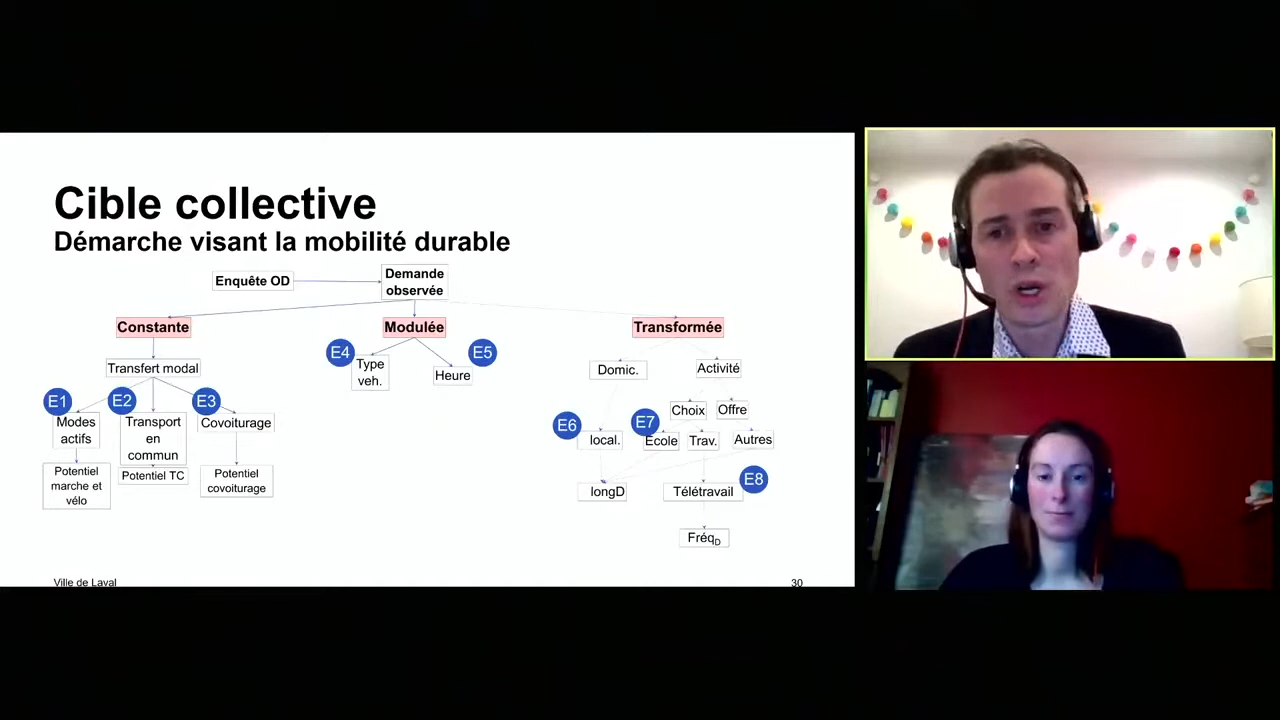 Cible collective
Démarche visant la mobilité durable
Enquête OD
Demande
observée
Constante
Modulée
Transformée
Transfert modal
E4
Type
veh.
E5
Heure
Domic.
Activité
E1
Modes
actifs
E2
Transport
en
commun
E3
Covoiturage
Choix
Offre
E6
local.
E7
Ecole
Trav.
Autres
Potentiel
marche et
vélo
Potentiel TC
Potentiel
covoiturage
longD
Télétravail
E8
FréqD
Ville de Laval
30